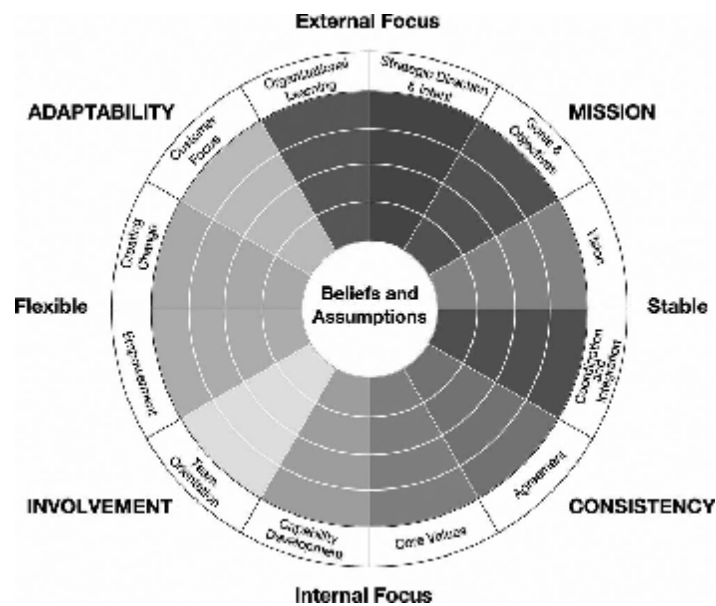 External Focus
ADAPTABILITY
MISSION
Organizational
Learning
Strategic Direction
& Intent
Customer
Focus
Goals &
Objectives
Creating
Change
Vision
Flexible
Beliefs and
Assumptions
Stable
Empowerment
Coordination
and
Integration
Team
Orientation
Agreement
INVOLVEMENT
CONSISTENCY
Capability
Development
Core Values
Internal Focus